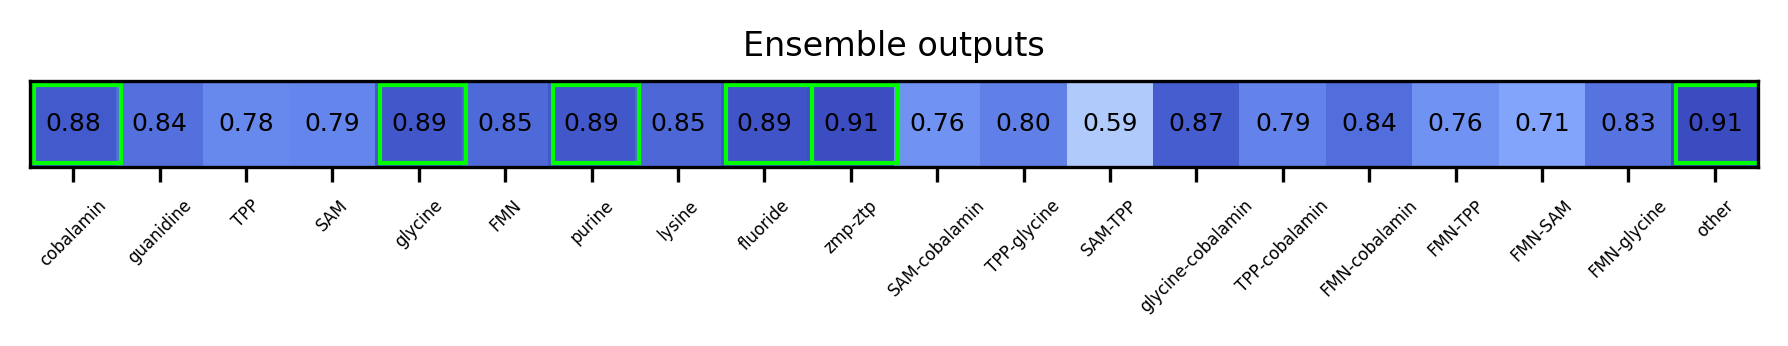 Ensemble outputs
0.88 0.84 0.78 0.79 0.89 0.85 0.89 0.85 0.89 0.91 0.76 0.80 0.59 0.87 0.79 0.84 0.76 0.71 0.83 0.91
cobalamin guanidine TPP SAM glycine FMN purine lysine fluoride zmp-ztp SAM-cobalamin TPP-glycine SAM-TPP glycine-cobalamin TPP-cobalamin FMN-cobalamin FMN-TPP FMN-SAM FMN-glycine other